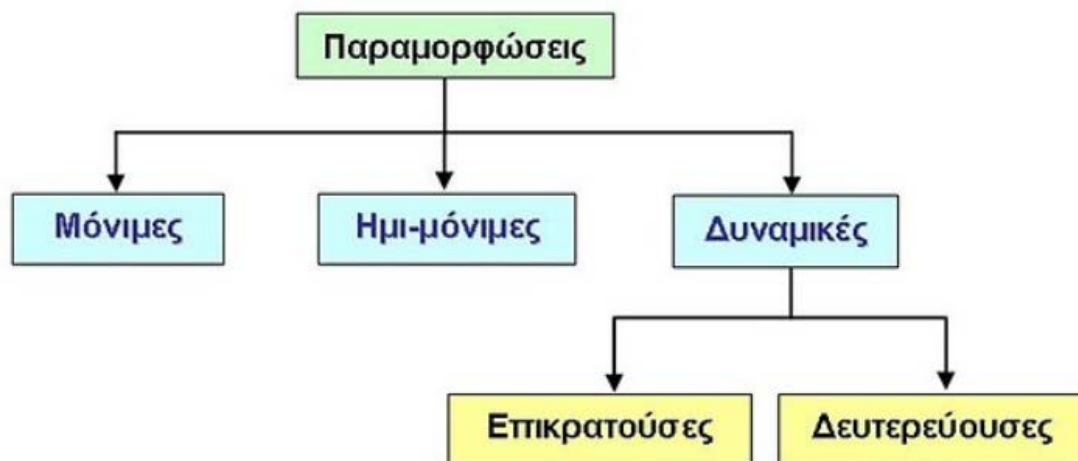 Παραμορφώσεις
Μόνιμες
Ημι-μόνιμες
Δυναμικές
Επικρατούσες
Δευτερεύουσες